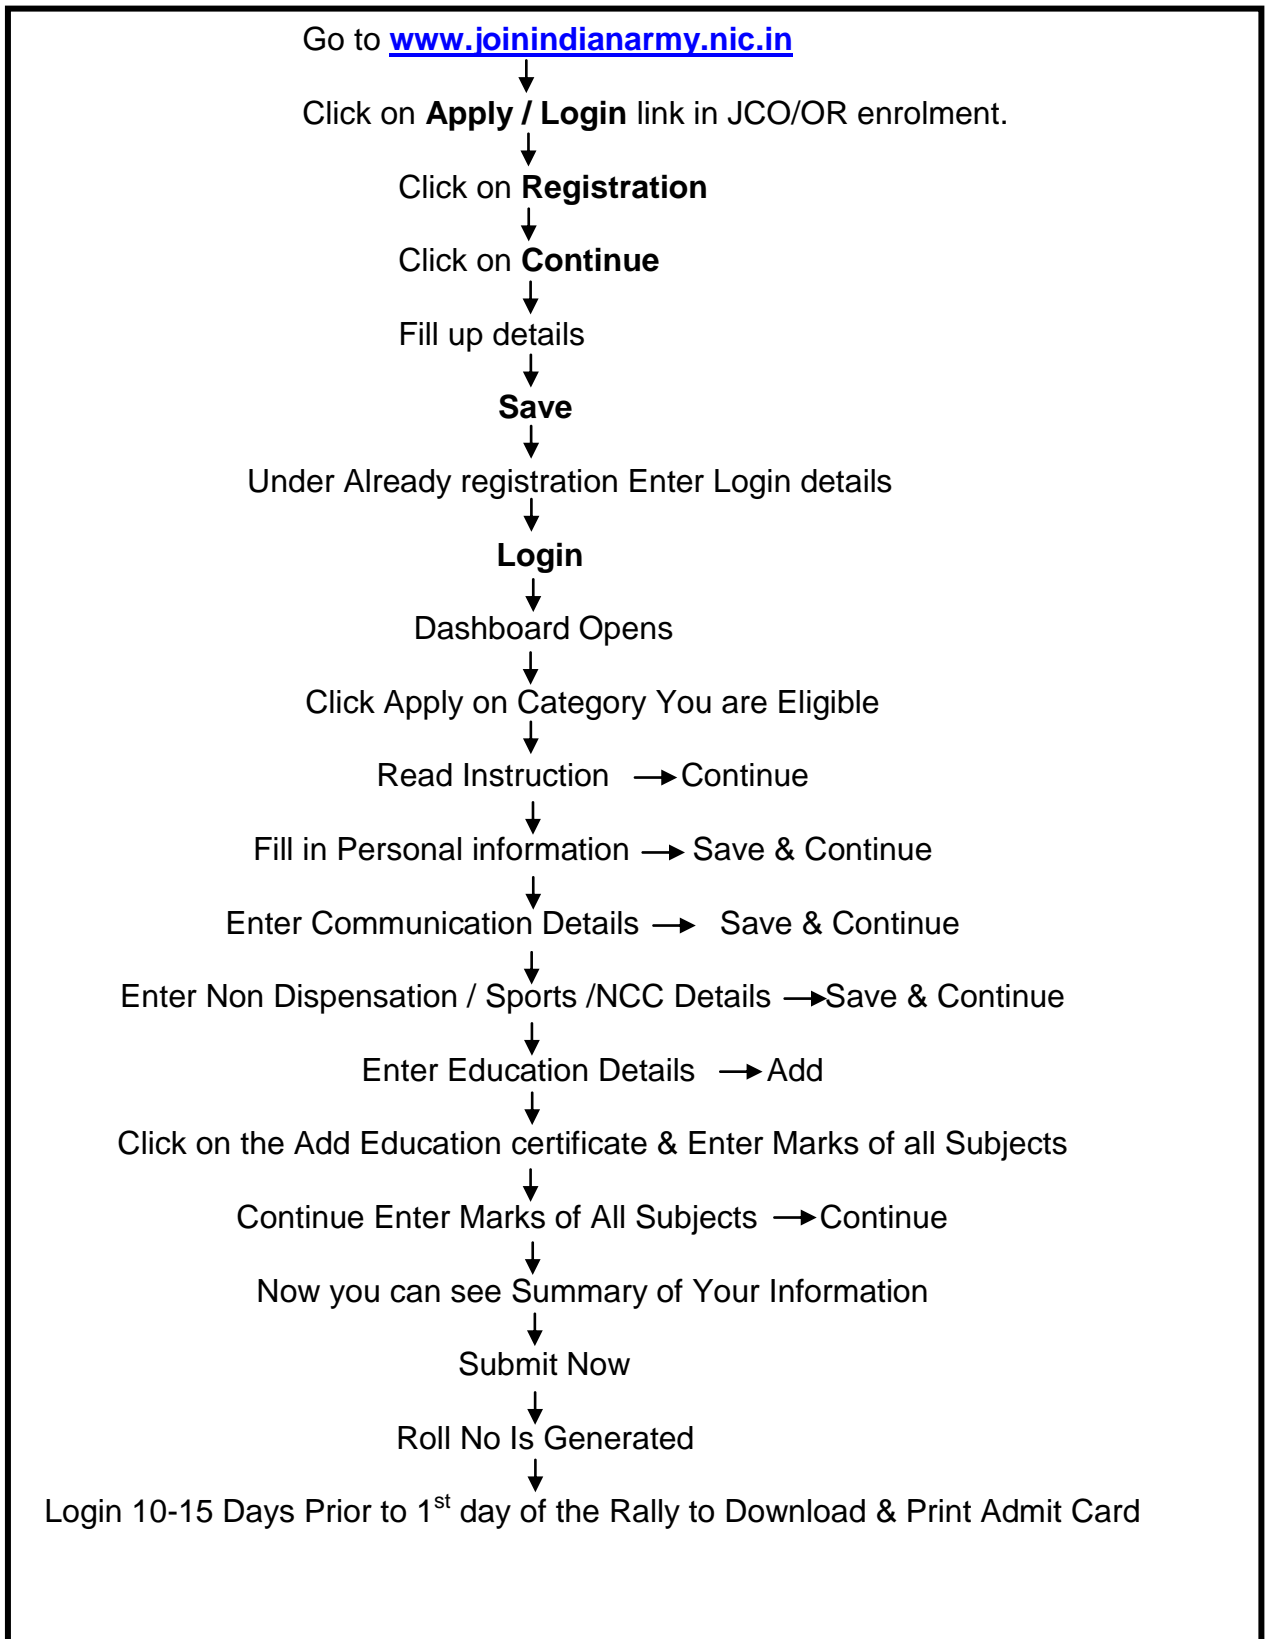 Go to www.joinindianarmy.nic.in
Click on Apply / Login link in JCO/OR enrolment.
Click on Registration
Click on Continue
Fill up details
Save
Under Already registration Enter Login details
Login
Dashboard Opens
Click Apply on Category You are Eligible
Read Instruction → Continue
Fill in Personal information → Save & Continue
Enter Communication Details → Save & Continue
Enter Non Dispensation / Sports /NCC Details → Save & Continue
Enter Education Details → Add
Click on the Add Education certificate & Enter Marks of all Subjects
Continue Enter Marks of All Subjects → Continue
Now you can see Summary of Your Information
Submit Now
Roll No Is Generated
Login 10-15 Days Prior to 1st day of the Rally to Download & Print Admit Card